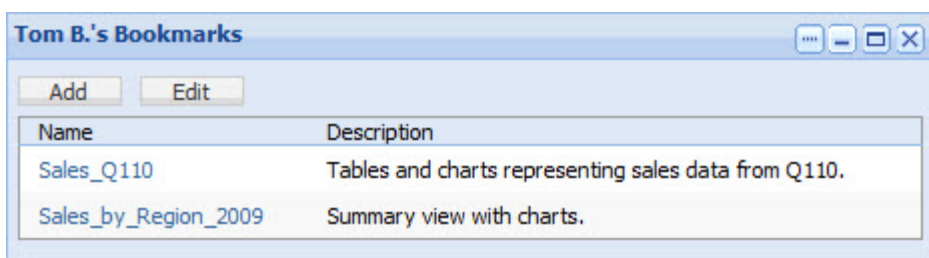 Tom B.'s Bookmarks
Add Edit
Name Description
Sales_Q110 Tables and charts representing sales data from Q110.
Sales_by_Region_2009 Summary view with charts.